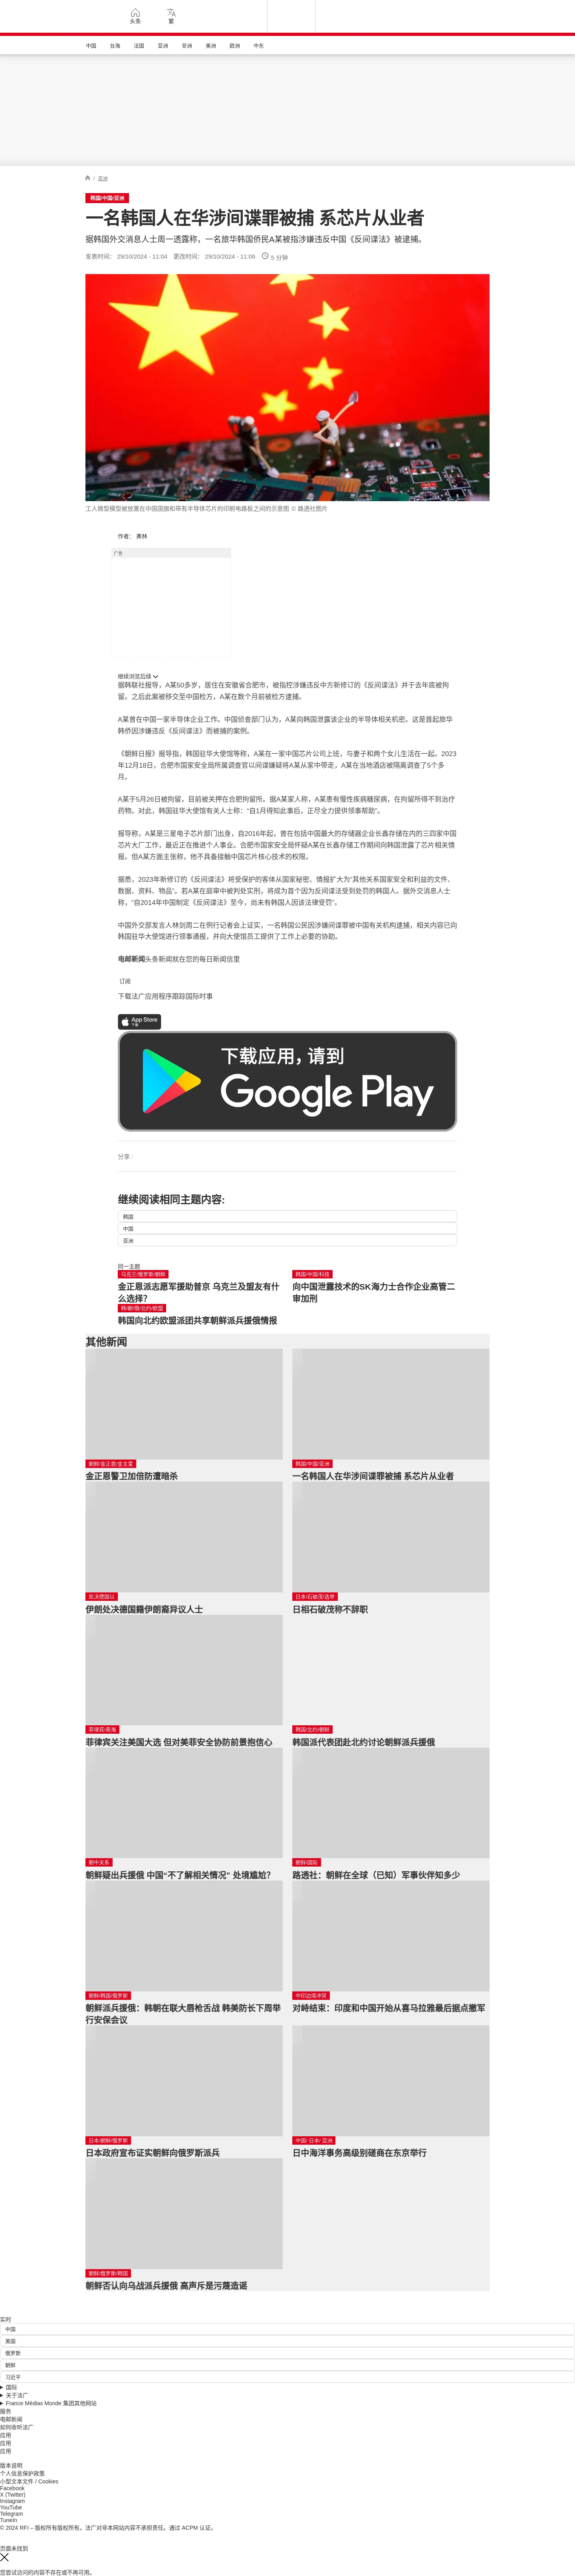 头条
繁
中国
台海
法国
亚洲
非洲
美洲
欧洲
中东
/ 亚洲
韩国/中国/亚洲
一名韩国人在华涉间谍罪被捕 系芯片从业者
据韩国外交消息人士周一透露称，一名旅华韩国侨民A某被指涉嫌违反中国《反间谍法》被逮捕。
发表时间： 29/10/2024 - 11:04 更改时间： 29/10/2024 - 11:06 5 分钟
工人微型模型被放置在中国国旗和带有半导体芯片的印刷电路板之间的示意图 © 路透社图片
作者： 弗林
广告
继续浏览后续
据韩联社报导，A某50多岁，居住在安徽省合肥市，被指控涉嫌违反中方新修订的《反间谍法》并于去年底被拘
留。之后此案被移交至中国检方，A某在数个月前被检方逮捕。
A某曾在中国一家半导体企业工作。中国侦查部门认为，A某向韩国泄露该企业的半导体相关机密。这是首起旅华
韩侨因涉嫌违反《反间谍法》而被捕的案例。
《朝鲜日报》报导指，韩国驻华大使馆等称，A某在一家中国芯片公司上班，与妻子和两个女儿生活在一起。2023
年12月18日，合肥市国家安全局所属调查官以间谍嫌疑将A某从家中带走，A某在当地酒店被隔离调查了5个多
月。
A某于5月26日被拘留，目前被关押在合肥拘留所。据A某家人称，A某患有慢性疾病糖尿病，在拘留所得不到治疗
药物。对此，韩国驻华大使馆有关人士称：“自1月得知此事后，正尽全力提供领事帮助”。
报导称，A某是三星电子芯片部门出身，自2016年起，曾在包括中国最大的存储器企业长鑫存储在内的三四家中国
芯片大厂工作，最近正在推进个人事业。合肥市国家安全局怀疑A某在长鑫存储工作期间向韩国泄露了芯片相关情
报。但A某方面主张称，他不具备接触中国芯片核心技术的权限。
据悉，2023年新修订的《反间谍法》将受保护的客体从国家秘密、情报扩大为“其他关系国家安全和利益的文件、
数据、资料、物品”。若A某在庭审中被判处实刑，将成为首个因为反间谍法受到处罚的韩国人。据外交消息人士
称，“自2014年中国制定《反间谍法》至今，尚未有韩国人因该法律受罚”。
中国外交部发言人林剑周二在例行记者会上证实，一名韩国公民因涉嫌间谍罪被中国有关机构逮捕，相关内容已向
韩国驻华大使馆进行领事通报，并向大使馆员工提供了工作上必要的协助。
电邮新闻头条新闻就在您的每日新闻信里
订阅
下载法广应用程序跟踪国际时事
App Store
下载应用，请到
Google Play
分享 :
继续阅读相同主题内容:
韩国
中国
亚洲
同一主题
乌克兰/俄罗斯/朝鲜
金正恩派志愿军援助普京 乌克兰及盟友有什
么选择?
韩国/中国/科技
向中国泄露技术的SK海力士合作企业高管二
审加刑
韩/朝/俄/北约/欧盟
韩国向北约欧盟派团共享朝鲜派兵援俄情报
其他新闻
朝鲜/金正恩/金主爱
金正恩警卫加倍防遭暗杀
韩国/中国/亚洲
一名韩国人在华涉间谍罪被捕 系芯片从业者
处决德国以
伊朗处决德国籍伊朗裔异议人士
日本/石破茂/选举
日相石破茂称不辞职
菲律宾/南海
菲律宾关注美国大选 但对美菲安全协防前景抱信心
韩国/北约/朝鲜
韩国派代表团赴北约讨论朝鲜派兵援俄
朝中关系
朝鲜疑出兵援俄 中国“不了解相关情况” 处境尴尬？
朝鲜/国际
路透社：朝鲜在全球（已知）军事伙伴知多少
朝鲜/韩国/俄罗斯
朝鲜派兵援俄：韩朝在联大唇枪舌战 韩美防长下周举
行安保会议
中印边境冲突
对峙结束：印度和中国开始从喜马拉雅最后据点撤军
日本/朝鲜/俄罗斯
日本政府宣布证实朝鲜向俄罗斯派兵
中国/ 日本/ 亚洲
日中海洋事务高级别磋商在东京举行
朝鲜/俄罗斯/韩国
朝鲜否认向乌战派兵援俄 高声斥是污蔑造谣
实时
中国
美国
俄罗斯
朝鲜
习近平
国际
关于法广
France Médias Monde 集团其他网站
服务
电邮新闻
如何收听法广
应用
应用
应用
版本说明
个人信息保护政策
小型文本文件 / Cookies
Facebook
X (Twitter)
Instagram
YouTube
Telegram
TuneIn
© 2024 RFI – 版权所有版权所有。法广对非本网站内容不承担责任。通过 ACPM 认证。
页面未找到
您尝试访问的内容不存在或不再可用。